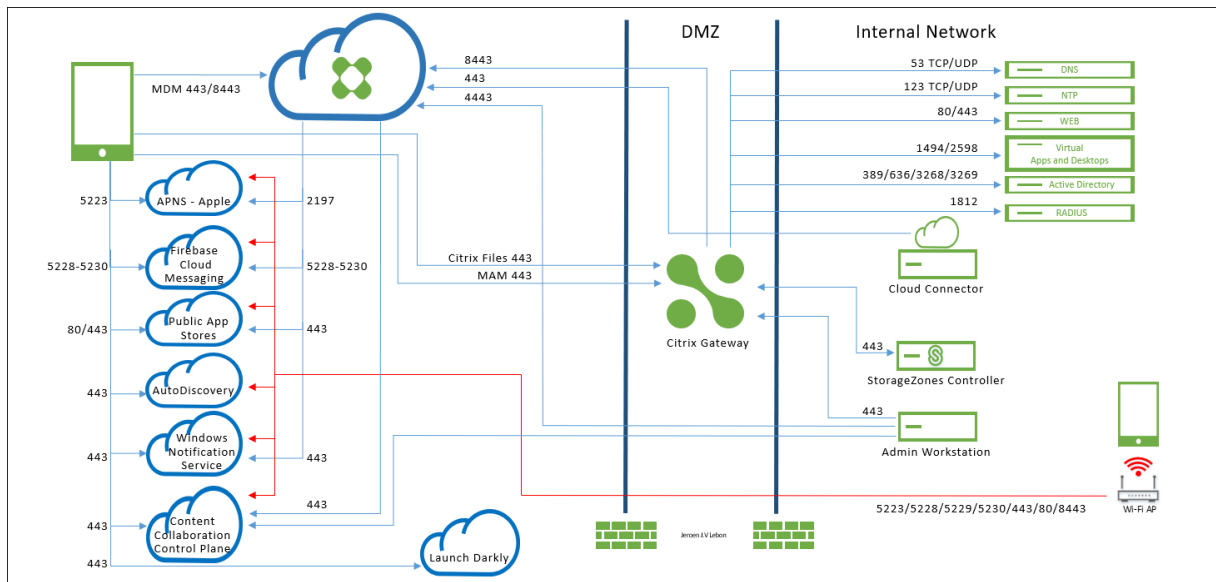 DMZ
Internal Network
MDM 443/8443
8443
443
4443
53 TCP/UDP
DNS
123 TCP/UDP
NTP
80/443
WEB
1494/2598
Virtual
Apps and Desktops
389/636/3268/3269
Active Directory
1812
RADIUS
5223
APNS - Apple
2197
5228-5230
Firebase
Cloud
Messaging
5228-5230
Citrix Files 443
MAM 443
Cloud Connector
80/443
Public App
Stores
443
Citrix Gateway
443
StorageZones Controller
443
AutoDiscovery
443
Admin Workstation
443
Windows
Notification
Service
443
443
5223/5228/5229/5230/443/80/8443
Wi-Fi AP
443
Content
Collaboration
Control Plane
Jeroen J.V Lebon
443
Launch Darkly